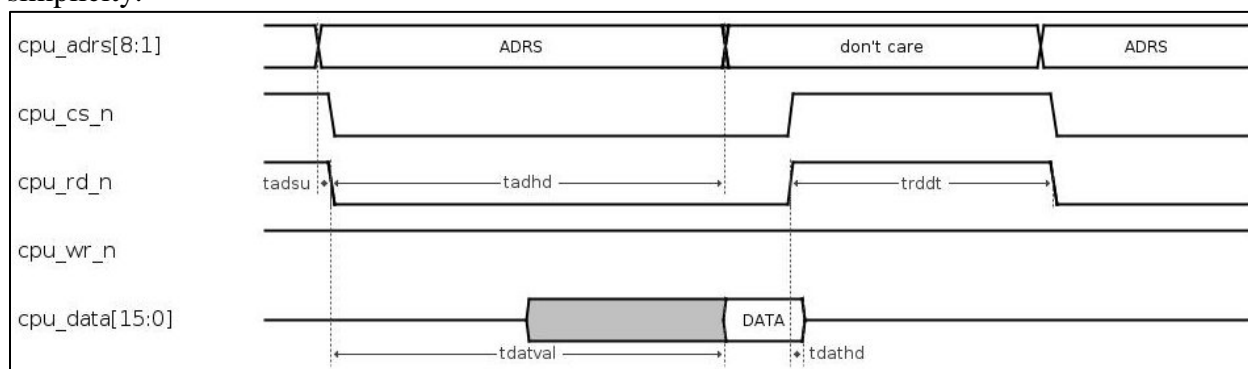 simplicity.
cpu_adrs[8:1] ADRS don't care ADRS
cpu_cs_n
cpu_rd_n tadsu tadhd trddt
cpu_wr_n
cpu_data[15:0] DATA
tdatval tdathd